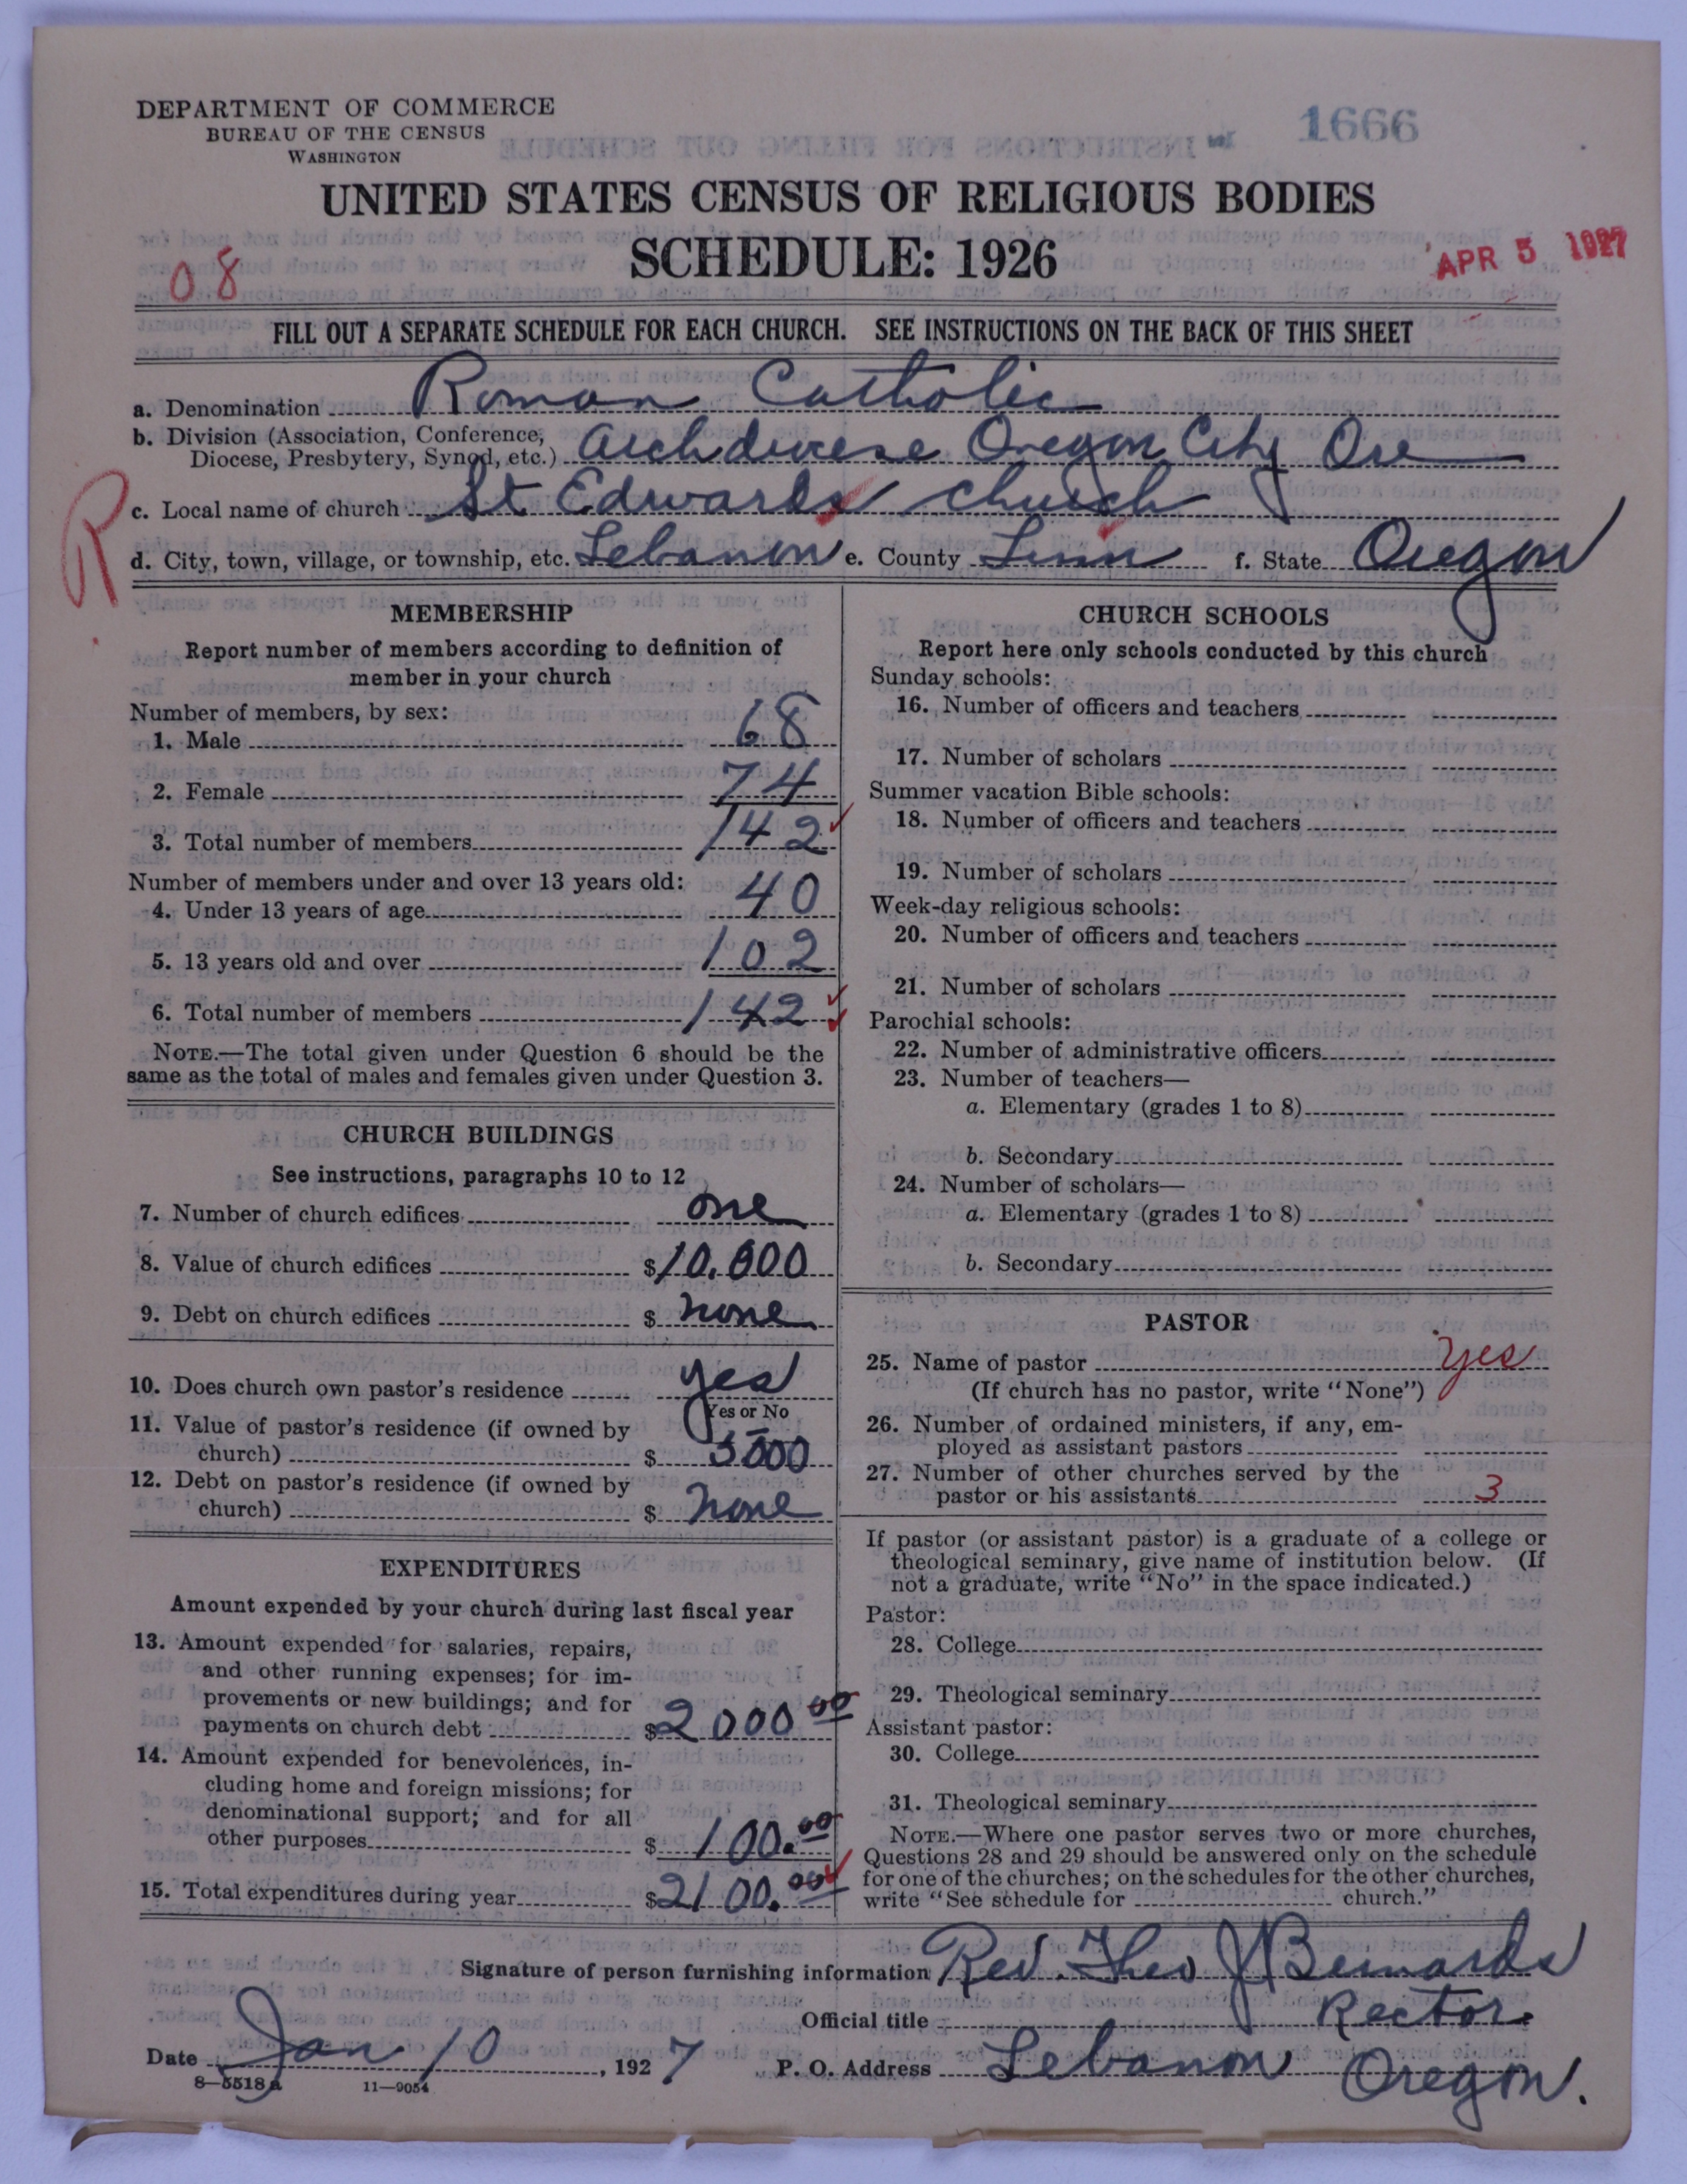 DEPARTMENT OF COMMERCE
BUREAU OF THE CENSUS
WASHINGTON
1666
UNITED STATES CENSUS OF RELIGIOUS BODIES
SCHEDULE: 1926
08
APR 5 1927
FILL OUT A SEPARATE SCHEDULE FOR EACH CHURCH. SEE INSTRUCTIONS ON THE BACK OF THIS SHEET
a. Denomination Roman Catholic
b. Division (Association, Conference, Diocese, Presbytery, Synod, etc.) Archdiocese Oregon City Ore
R
c. Local name of church St Edwards church
d. City, town, village, or township, etc. Lebanon e. County Linn f. State Oregon
MEMBERSHIP
Report number of members according to definition of
member in your church
Number of members, by sex:
1. Male 68
2. Female 74
3. Total number of members 142
Number of members under and over 13 years old:
4. Under 13 years of age 40
5. 13 years old and over 102
6. Total number of members 142
NOTE.—The total given under Question 6 should be the
same as the total of males and females given under Question 3.
CHURCH BUILDINGS
See instructions, paragraphs 10 to 12
7. Number of church edifices one
8. Value of church edifices $10,000
9. Debt on church edifices $ none
10. Does church own pastor's residence yes
Yes or No
11. Value of pastor's residence (if owned by
church) $ 3000
12. Debt on pastor's residence (if owned by
church) $ none
EXPENDITURES
Amount expended by your church during last fiscal year
13. Amount expended for salaries, repairs,
and other running expenses; for im-
provements or new buildings; and for
payments on church debt $2000 00
14. Amount expended for benevolences, in-
cluding home and foreign missions; for
denominational support; and for all
other purposes $ 100.00
15. Total expenditures during year $2100.00
CHURCH SCHOOLS
Report here only schools conducted by this church
Sunday schools:
16. Number of officers and teachers
17. Number of scholars
Summer vacation Bible schools:
18. Number of officers and teachers
19. Number of scholars
Week-day religious schools:
20. Number of officers and teachers
21. Number of scholars
Parochial schools:
22. Number of administrative officers
23. Number of teachers—
a. Elementary (grades 1 to 8)
b. Secondary
24. Number of scholars—
a. Elementary (grades 1 to 8)
b. Secondary
PASTOR
25. Name of pastor yes
(If church has no pastor, write "None")
26. Number of ordained ministers, if any, em-
ployed as assistant pastors
27. Number of other churches served by the
pastor or his assistants 3
If pastor (or assistant pastor) is a graduate of a college or
theological seminary, give name of institution below. (If
not a graduate, write "No" in the space indicated.)
Pastor:
28. College
29. Theological seminary
Assistant pastor:
30. College
31. Theological seminary
NOTE.—Where one pastor serves two or more churches,
Questions 28 and 29 should be answered only on the schedule
for one of the churches; on the schedules for the other churches,
write "See schedule for church."
Signature of person furnishing information Rev. Theo J Bernards
Official title Rector.
Date Jan 10, 1927 P. O. Address Lebanon Oregon.
8—5518a 11—9054